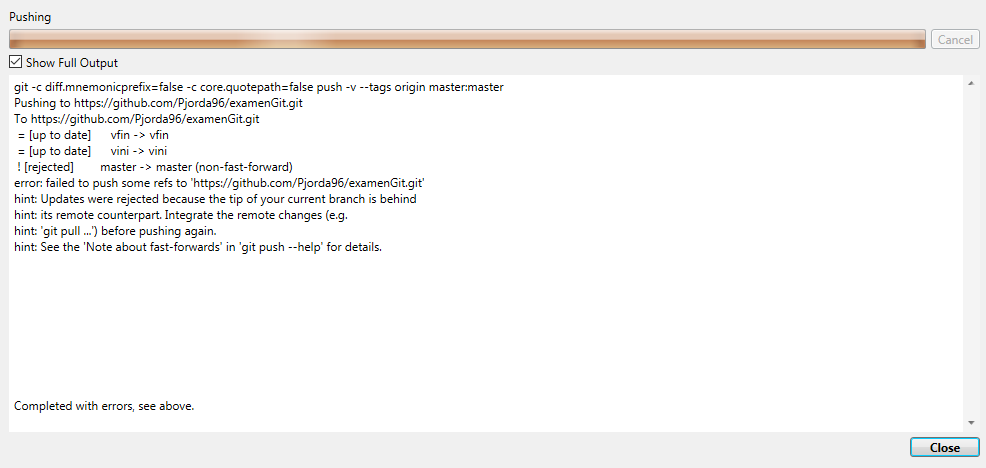 Pushing
Cancel
Show Full Output
git -c diff.mnemonicprefix=false -c core.quotepath=false push -v --tags origin master:master
Pushing to https://github.com/Pjorda96/examenGit.git
To https://github.com/Pjorda96/examenGit.git
= [up to date]      vfin -> vfin
= [up to date]      vini -> vini
! [rejected]        master -> master (non-fast-forward)
error: failed to push some refs to 'https://github.com/Pjorda96/examenGit.git'
hint: Updates were rejected because the tip of your current branch is behind
hint: its remote counterpart. Integrate the remote changes (e.g.
hint: 'git pull ...') before pushing again.
hint: See the 'Note about fast-forwards' in 'git push --help' for details.
Completed with errors, see above.
Close